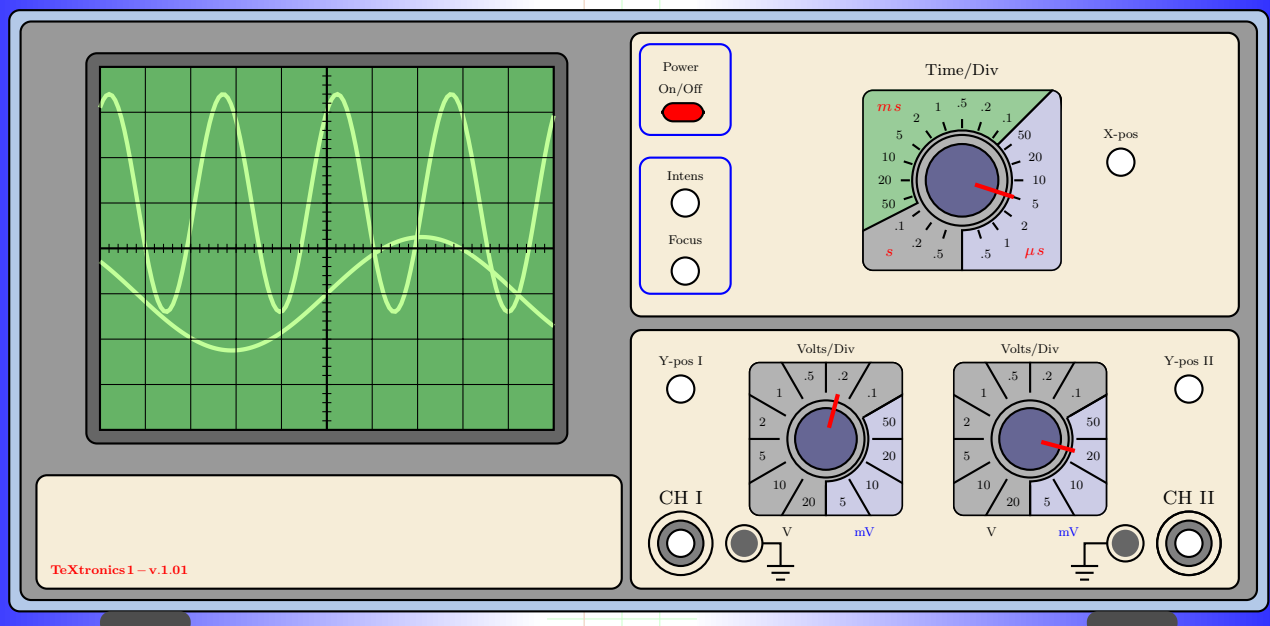 Power
On/Off
Intens
Focus
Time/Div
ms
50
20
10
5
2
1
.5
.2
.1
50
20
10
5
2
1
.5
μs
.5
.2
.1
s
X-pos
Y-pos I
Volts/Div
5
10
20
50
.1
.2
.5
1
2
5
10
20
V
mV
CH I
Volts/Div
5
10
20
50
.1
.2
.5
1
2
5
10
20
V
mV
Y-pos II
CH II
TeXtronics 1 – v.1.01